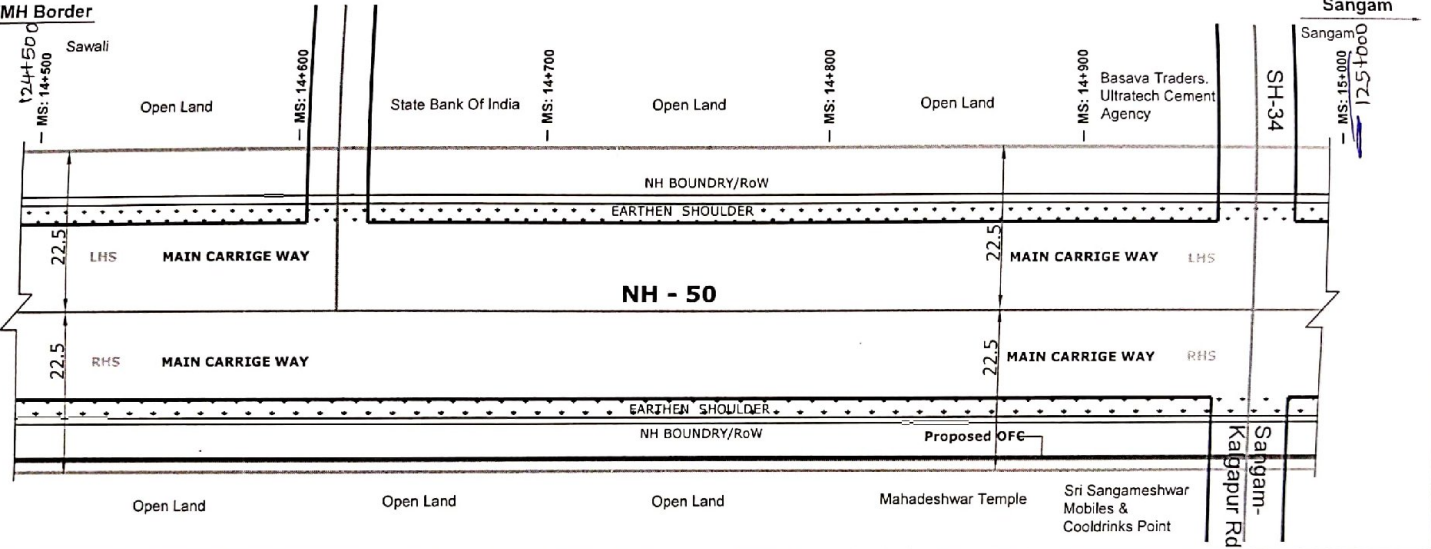 MH Border
Sangam
124+500
MS: 14+500
Sawali
Open Land
MS: 14+600
State Bank Of India
MS: 14+700
Open Land
MS: 14+800
Open Land
MS: 14+900
Basava Traders.
Ultratech Cement
Agency
SH-34
Sangam
MS: 15+000
125+000
NH BOUNDRY/RoW
EARTHEN SHOULDER
22.5
LHS
MAIN CARRIGE WAY
22.5
MAIN CARRIGE WAY
LHS
NH - 50
22.5
RHS
MAIN CARRIGE WAY
22.5
MAIN CARRIGE WAY
RHS
EARTHEN SHOULDER
NH BOUNDRY/RoW
Proposed OFC
Sangam-
Kalgapur Rd
Open Land
Open Land
Open Land
Mahadeshwar Temple
Sri Sangameshwar
Mobiles &
Cooldrinks Point